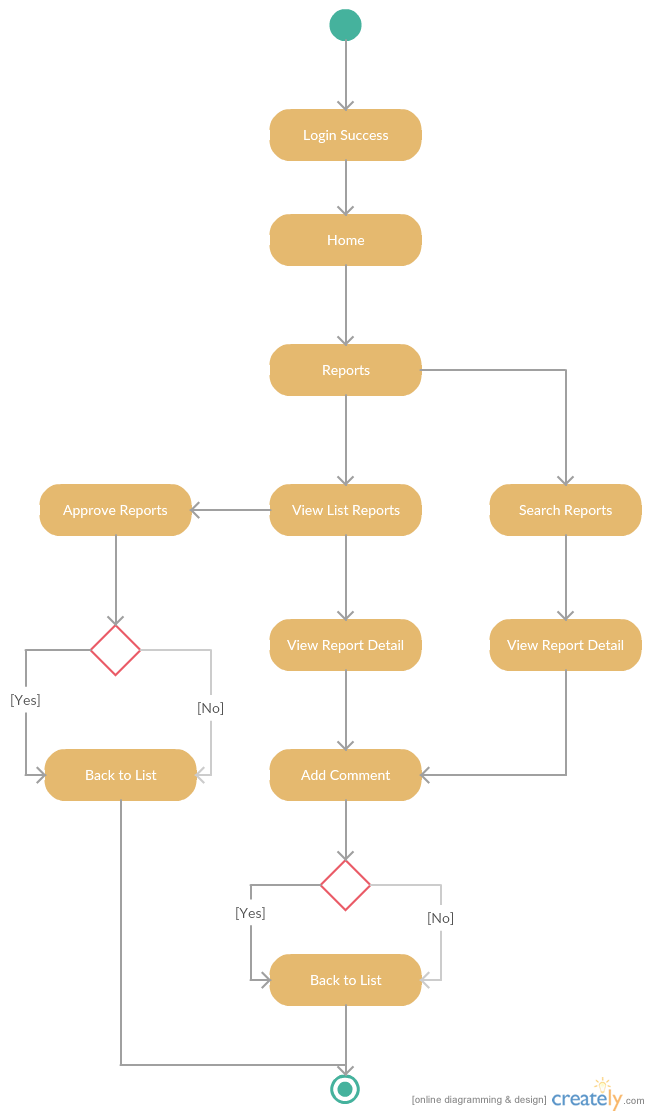 Login Success
Home
Reports
Approve Reports
View List Reports
Search Reports
View Report Detail
View Report Detail
[Yes]
[No]
Back to List
Add Comment
[Yes]
[No]
Back to List
[online diagramming & design] creately.com